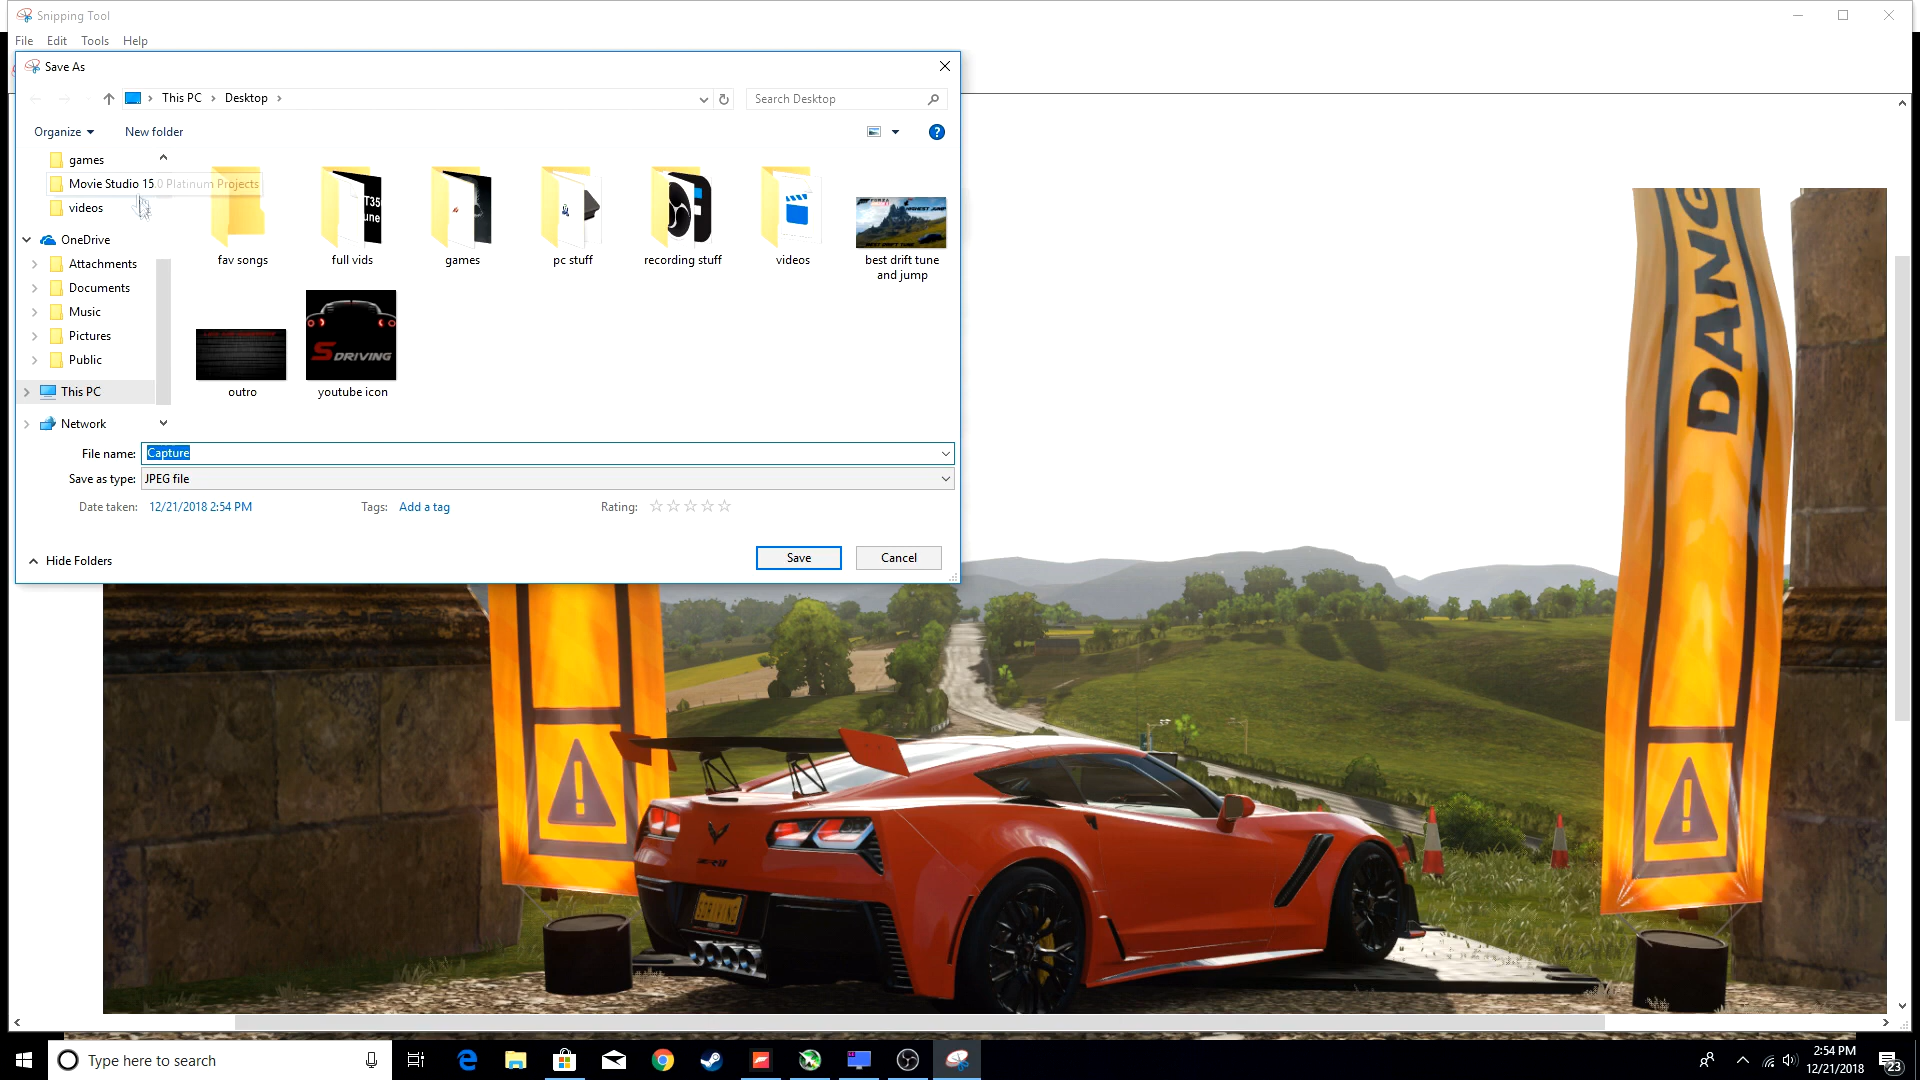 Snipping Tool
File Edit Tools Help
Save As
This PC Desktop
Search Desktop
Organize New folder
games
Movie Studio 15.0 Platinum Projects
videos
OneDrive
Attachments
Documents
Music
Pictures
Public
This PC
Network
fav songs
full vids
games
pc stuff
recording stuff
videos
best drift tune
and jump
outro
youtube icon
S DRIVING
File name: Capture
Save as type: JPEG file
Date taken: 12/21/2018 2:54 PM Tags: Add a tag Rating:
Hide Folders
Save Cancel
DANG
Type here to search
2:54 PM
12/21/2018
23